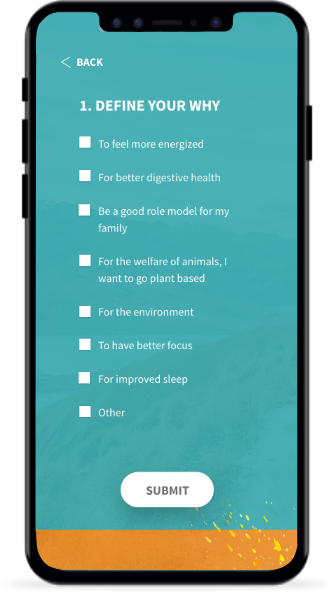 < BACK
1. DEFINE YOUR WHY
To feel more energized
For better digestive health
Be a good role model for my
family
For the welfare of animals, I
want to go plant based
For the environment
To have better focus
For improved sleep
Other
SUBMIT